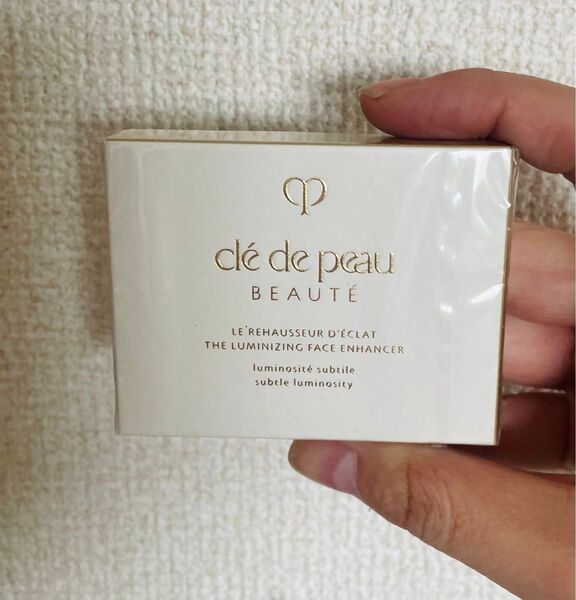 clé de peau
BEAUTÉ
LE REHAUSSEUR D'ÉCLAT
THE LUMINIZING FACE ENHANCER
luminosité subtile
subtle luminosity